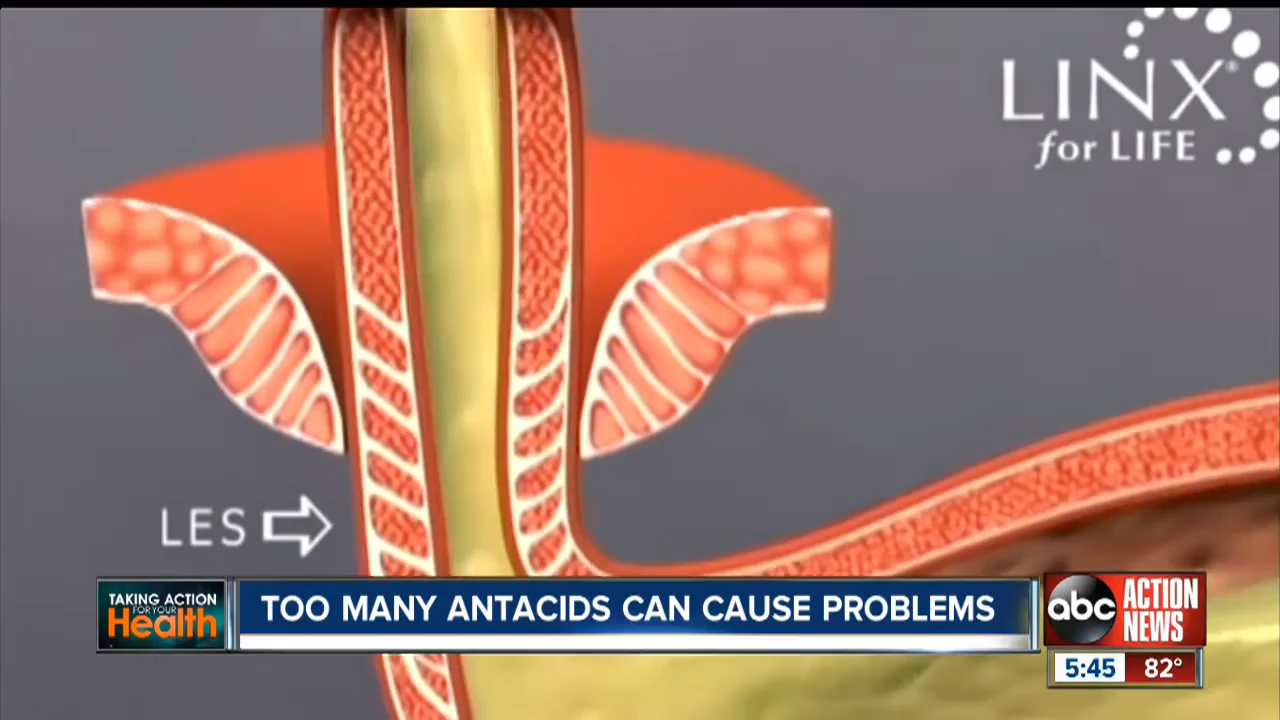 LINX®
for LIFE
LES
TAKING ACTION
FOR YOUR
Health
TOO MANY ANTACIDS CAN CAUSE PROBLEMS
abc
ACTION
NEWS
5:45 82°